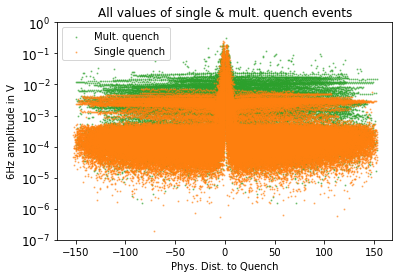 All values of single & mult. quench events
10⁰
Mult. quench
Single quench
10⁻¹
10⁻²
10⁻³
10⁻⁴
10⁻⁵
10⁻⁶
10⁻⁷
6Hz amplitude in V
−150 −100 −50 0 50 100 150
Phys. Dist. to Quench